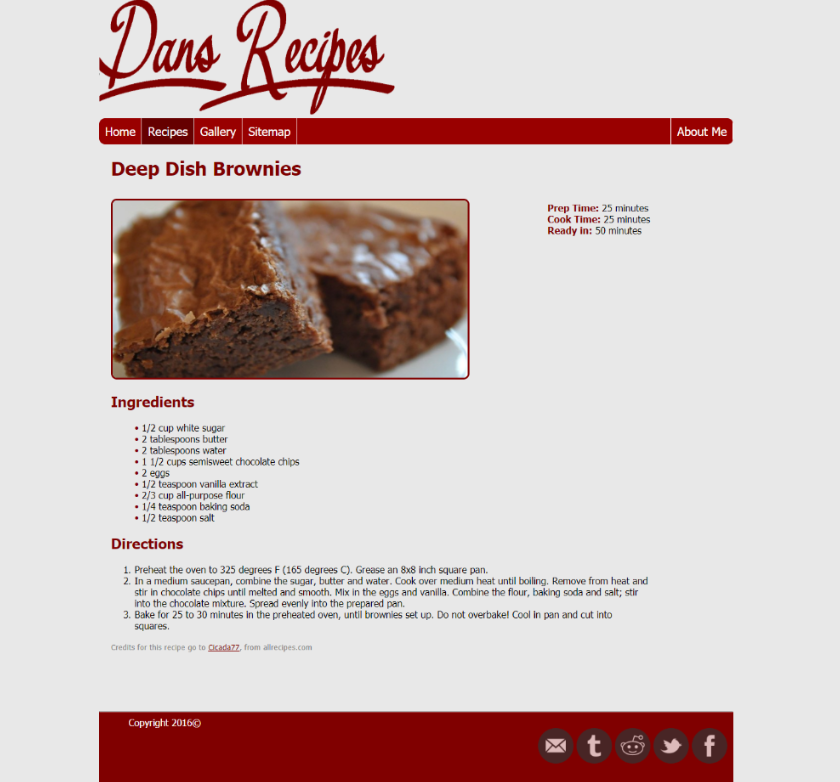 Dans Recipes
Home Recipes Gallery Sitemap About Me
Deep Dish Brownies
Prep Time: 25 minutes
Cook Time: 25 minutes
Ready in: 50 minutes
Ingredients
• 1/2 cup white sugar
• 2 tablespoons butter
• 2 tablespoons water
• 1 1/2 cups semisweet chocolate chips
• 2 eggs
• 1/2 teaspoon vanilla extract
• 2/3 cup all-purpose flour
• 1/4 teaspoon baking soda
• 1/2 teaspoon salt
Directions
1. Preheat the oven to 325 degrees F (165 degrees C). Grease an 8x8 inch square pan.
2. In a medium saucepan, combine the sugar, butter and water. Cook over medium heat until boiling. Remove from heat and
stir in chocolate chips until melted and smooth. Mix in the eggs and vanilla. Combine the flour, baking soda and salt; stir
into the chocolate mixture. Spread evenly into the prepared pan.
3. Bake for 25 to 30 minutes in the preheated oven, until brownies set up. Do not overbake! Cool in pan and cut into
squares.
Credits for this recipe go to Cicada77, from allrecipes.com
Copyright 2016©